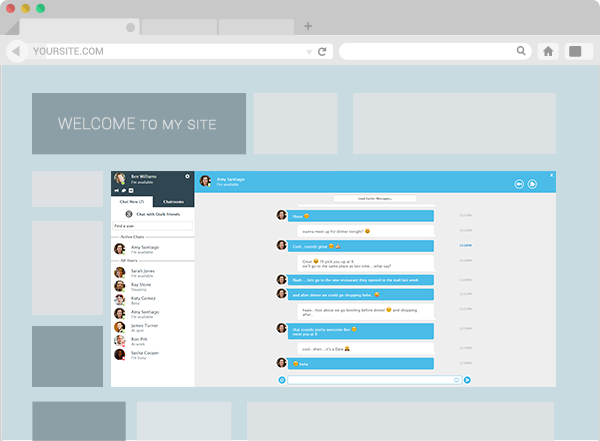 YOURSITE.COM
WELCOME TO MY SITE
Ben Williams
I'm available
Chat Now (7)
Chatrooms
Chat with Quik friends
Find a user
Active Chats
Amy Santiago
I'm available
All Users
Sarah Jones
I'm available
Ray Stone
Sleeping
Katy Gomez
Busy
Amy Santiago
I'm available
James Turner
At gym
Ron Pitt
At work
Sasha Cooper
I'm busy
Amy Santiago
I'm available
x
Load Earlier Messages...
wanna meet up for dinner tonight?
Cool...sounds great
Great I'll pick you up at 8
we'll go to the same place as last time...what say?
Naah.... lets go to the new restaurant they opened in the mall last week
and after dinner we could go shopping hehe
haaa.. how about we go bowling before dinner and shopping
after..
that sounds pretty awesome Ben
meet you at 8
cool..then...it's a Date
hehe